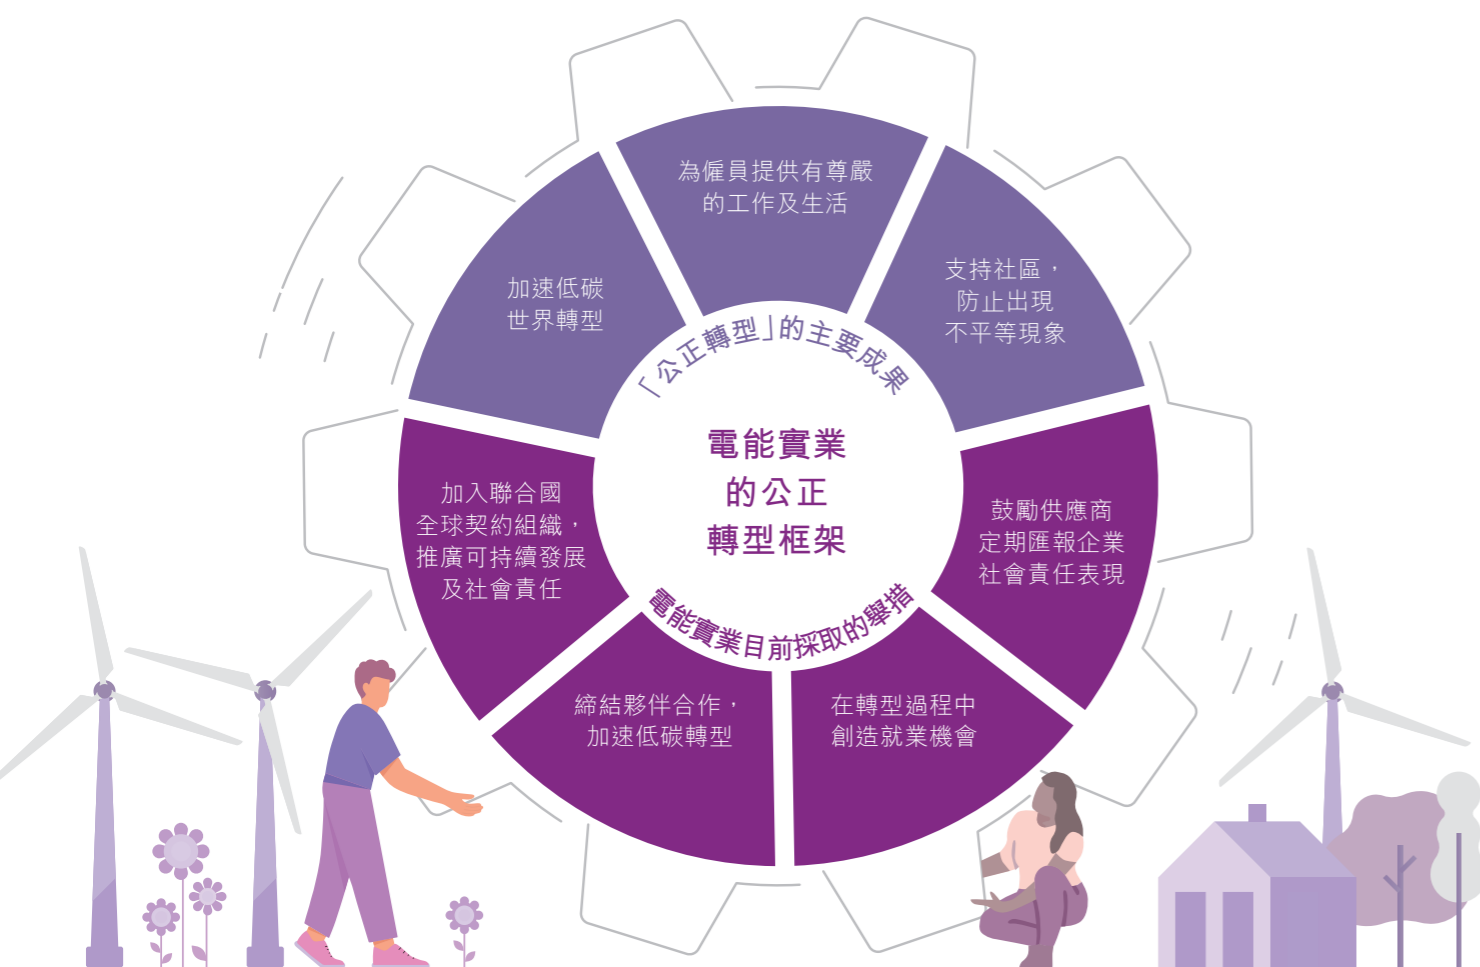 為僱員提供有尊嚴
的工作及生活
加速低碳
世界轉型
支持社區，
防止出現
不平等現象
「公正轉型」的主要成果
電能實業
的公正
轉型框架
加入聯合國
全球契約組織，
推廣可持續發展
及社會責任
鼓勵供應商
定期匯報企業
社會責任表現
電能實業目前採取的舉措
締結夥伴合作，
加速低碳轉型
在轉型過程中
創造就業機會